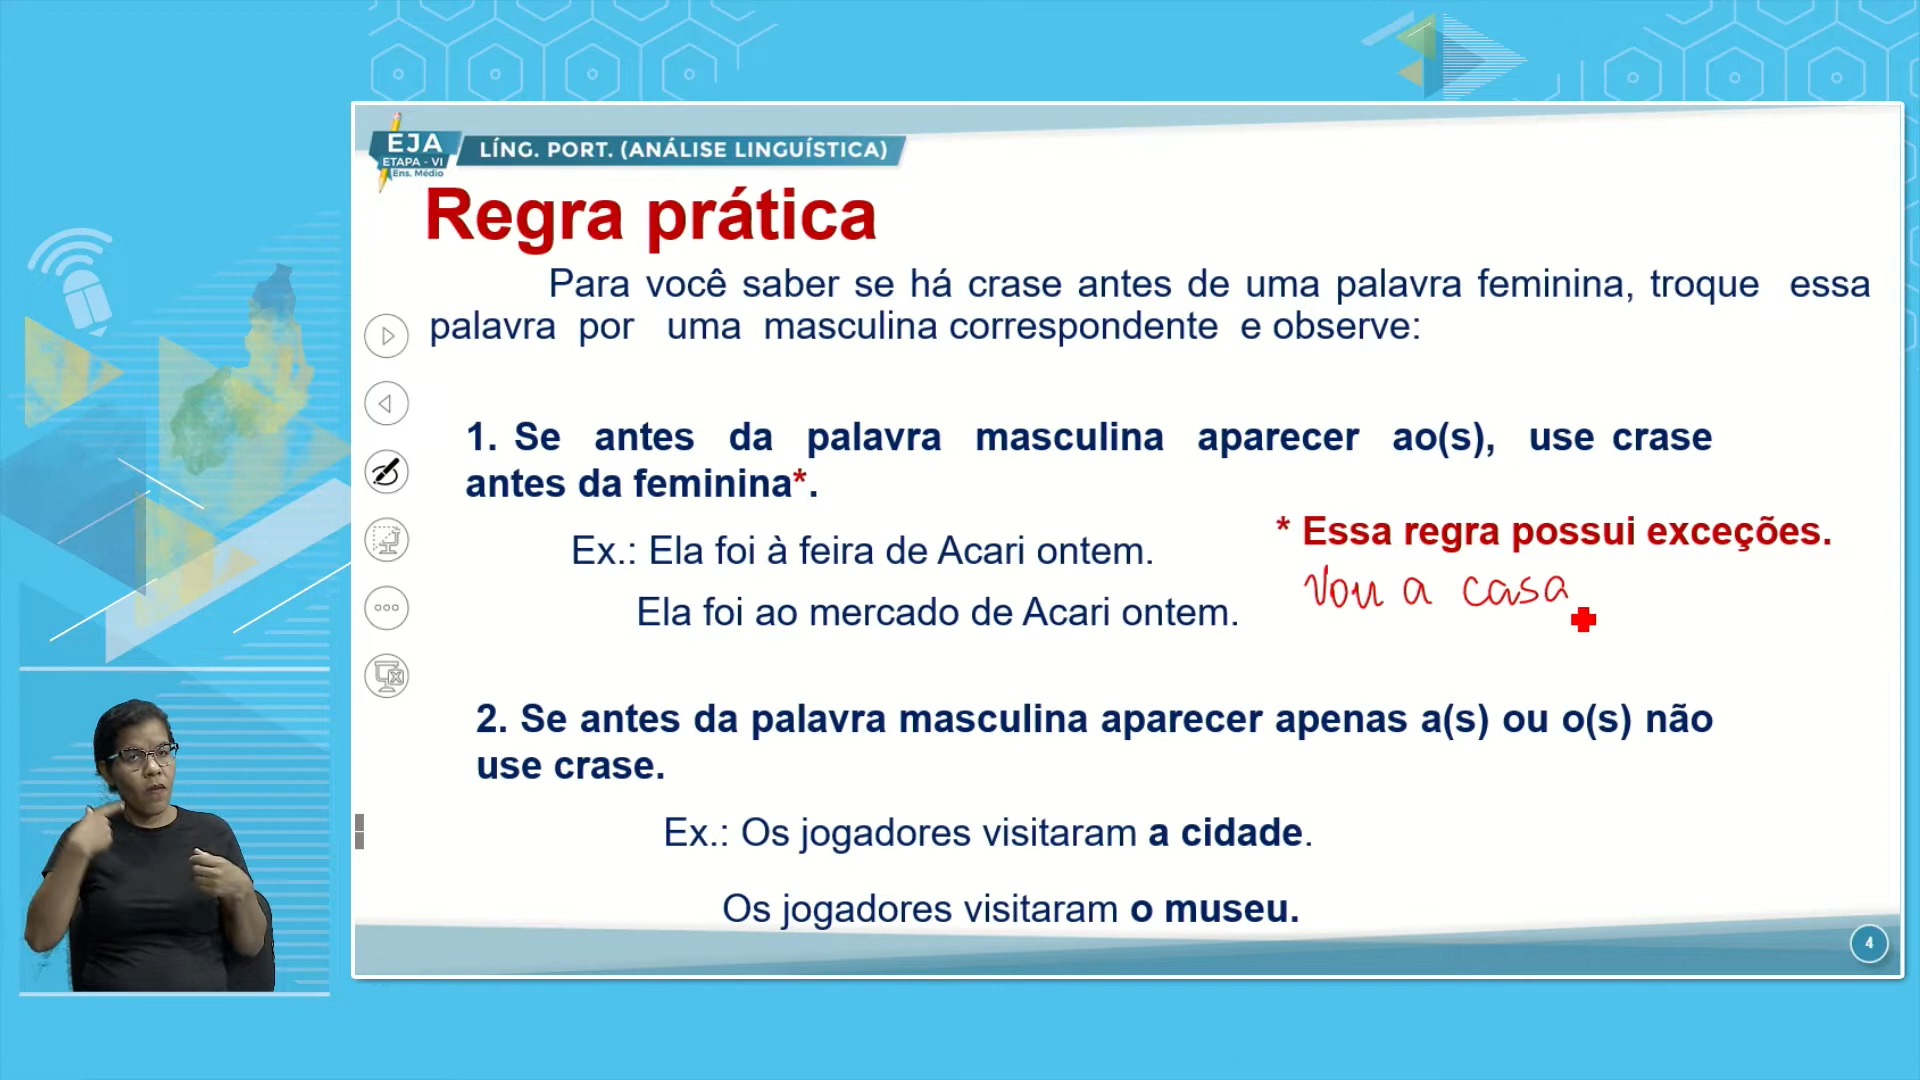 EJA
ETAPA - VI
Ens. Médio
LÍNG. PORT. (ANÁLISE LINGUÍSTICA)
Regra prática
Para você saber se há crase antes de uma palavra feminina, troque essa
palavra por uma masculina correspondente e observe:
1. Se antes da palavra masculina aparecer ao(s), use crase
antes da feminina*.
* Essa regra possui exceções.
Ex.: Ela foi à feira de Acari ontem.
Vou a casa
Ela foi ao mercado de Acari ontem.
2. Se antes da palavra masculina aparecer apenas a(s) ou o(s) não
use crase.
Ex.: Os jogadores visitaram a cidade.
Os jogadores visitaram o museu.
4